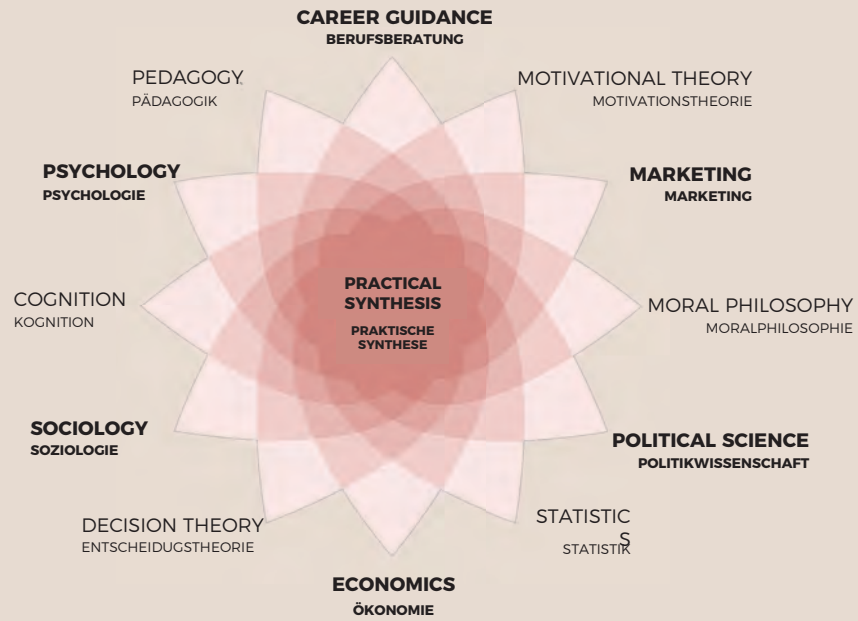 CAREER GUIDANCE
BERUFSBERATUNG
PEDAGOGY
PÄDAGOGIK
MOTIVATIONAL THEORY
MOTIVATIONSTHEORIE
PSYCHOLOGY
PSYCHOLOGIE
MARKETING
MARKETING
COGNITION
KOGNITION
PRACTICAL
SYNTHESIS
PRAKTISCHE
SYNTHESE
MORAL PHILOSOPHY
MORALPHILOSOPHIE
SOCIOLOGY
SOZIOLOGIE
POLITICAL SCIENCE
POLITIKWISSENSCHAFT
DECISION THEORY
ENTSCHEIDUGSTHEORIE
STATISTIC
S
STATISTIK
ECONOMICS
ÖKONOMIE